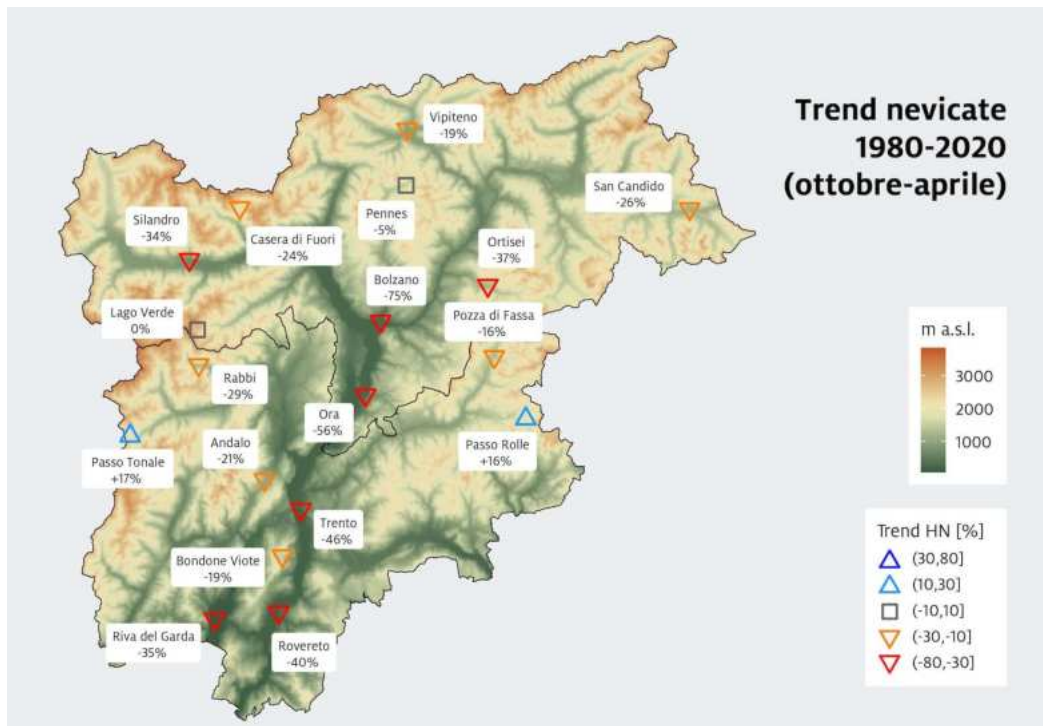 Trend nevicate
1980-2020
(ottobre-aprile)
Vipiteno
-19%
San Candido
-26%
Pennes
-5%
Silandro
-34%
Casera di Fuori
-24%
Ortisei
-37%
Bolzano
-75%
Lago Verde
0%
Pozza di Fassa
-16%
Rabbi
-29%
Ora
-56%
Andalo
-21%
Passo Rolle
+16%
Passo Tonale
+17%
Trento
-46%
Bondone Viote
-19%
Riva del Garda
-35%
Rovereto
-40%
m a.s.l.
3000
2000
1000
Trend HN [%]
(30,80]
(10,30]
(-10,10]
(-30,-10]
(-80,-30]